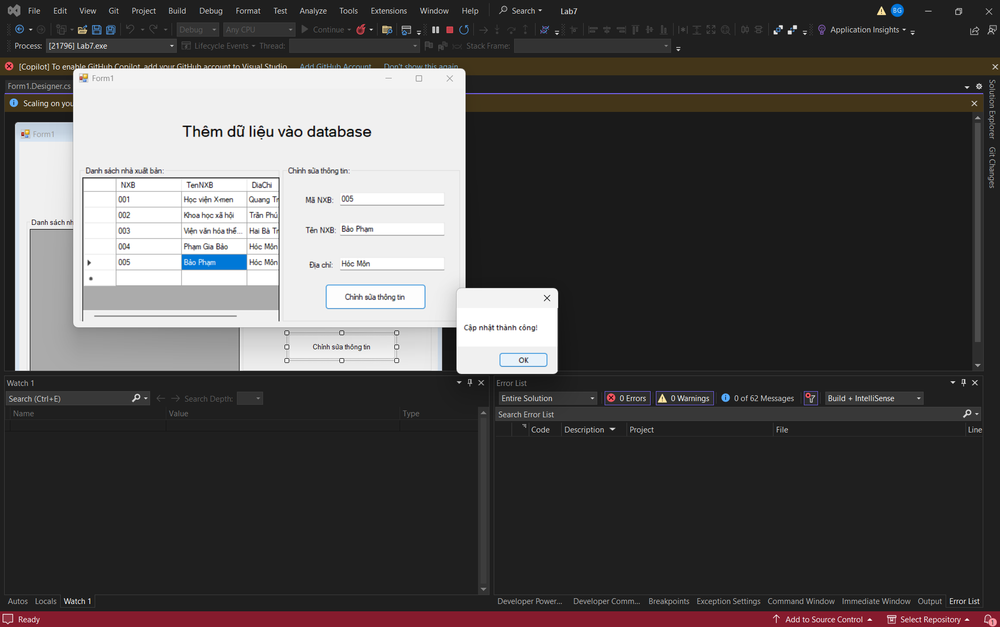 File Edit View Git Project Build Debug Format Test Analyze Tools Extensions Window Help Search Lab7 BG
Debug Any CPU Continue Application Insights
Process: [21796] Lab7.exe Lifecycle Events Thread: Stack Frame:
[Copilot] To enable GitHub Copilot, add your GitHub account to Visual Studio Add GitHub Account Don't show this again
Form1.Designer.cs
Scaling on you
Form1
Danh sách nh
Chỉnh sửa thông tin
Form1
Thêm dữ liệu vào database
Danh sách nhà xuất bản:
NXB TenNXB DiaChi
001 Học viện X-men Quang Tr
002 Khoa học xã hội Trần Phú
003 Viện văn hóa thể... Hai Bà Tr
004 Phạm Gia Bảo Hóc Môn
005 Bảo Phạm Hóc Môn
Chỉnh sửa thông tin:
Mã NXB: 005
Tên NXB: Bảo Phạm
Địa chỉ: Hóc Môn
Chỉnh sửa thông tin
Cập nhật thành công!
OK
Solution Explorer
Git Changes
Watch 1
Search (Ctrl+E) Search Depth:
Name Value Type
Autos Locals Watch 1
Error List
Entire Solution 0 Errors 0 Warnings 0 of 62 Messages Build + IntelliSense
Search Error List
Code Description Project File Line
Developer Power... Developer Comm... Breakpoints Exception Settings Command Window Immediate Window Output Error List
Ready Add to Source Control Select Repository 1